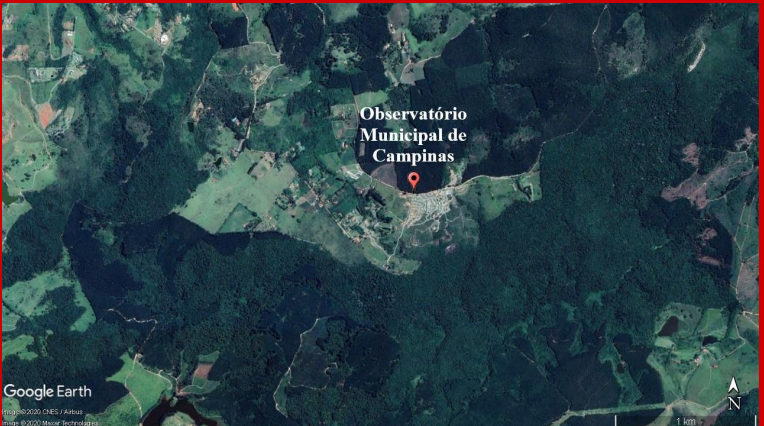 Observatório
Municipal de
Campinas
Google Earth
Image © 2020 CNES / Airbus
Image © 2020 Maxar Technologies
N
1 km